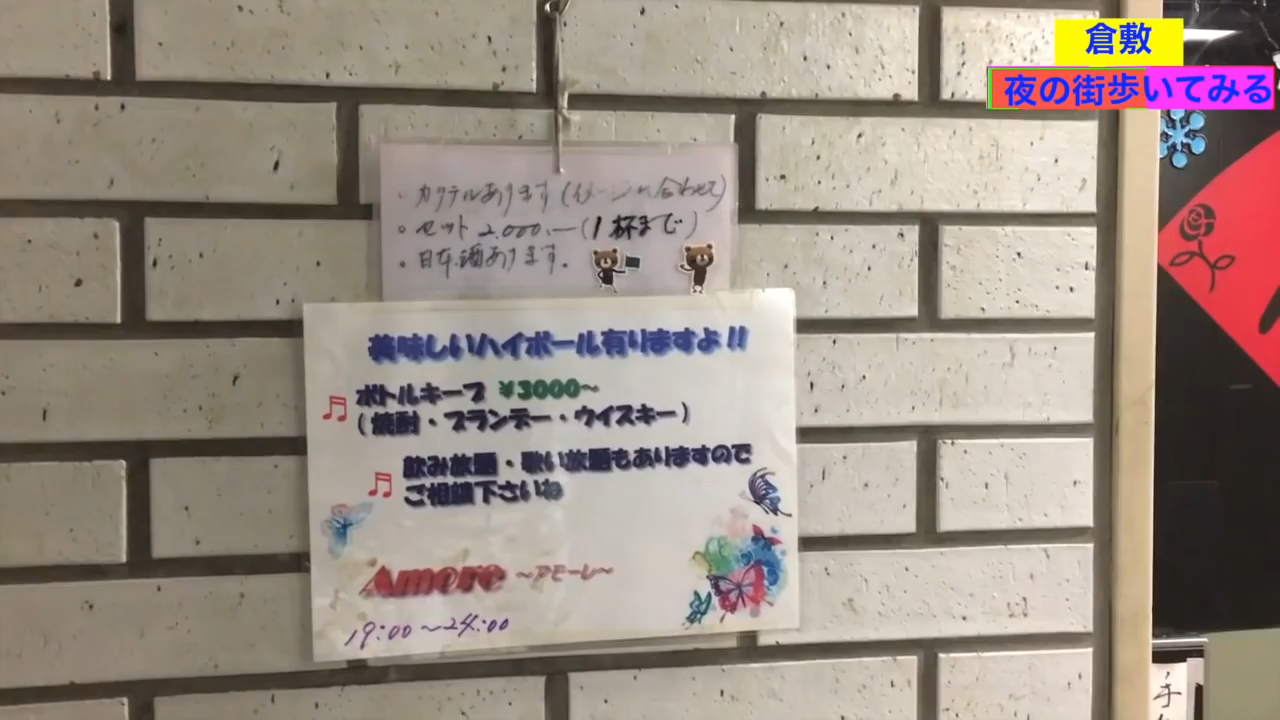 倉敷
夜の街歩いてみる
・カクテルあります(イメージに合わせて)
・セット 2,000.―(1杯まで)
・日本酒あります。
美味しいハイボール有りますよ!!
♬ ボトルキープ ¥3000~
(焼酎・ブランデー・ウイスキー)
♬ 飲み放題・歌い放題もありますので
ご相談下さいね
Amore ~アモーレ~
19:00~24:00